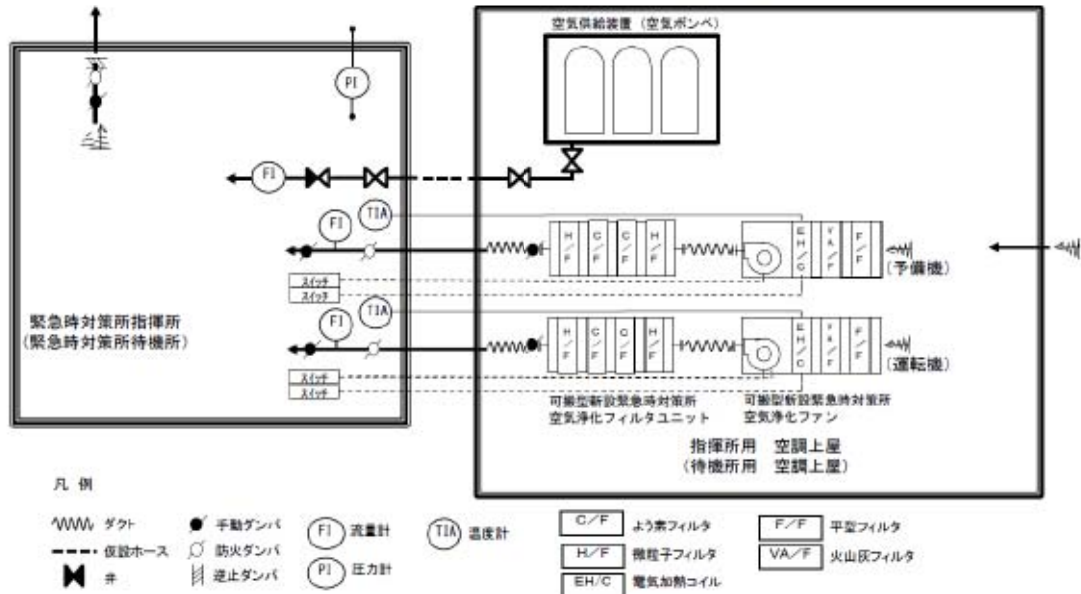 空気供給装置（空気ボンベ）
PI
FI
TIA
FI
H/F
C/F
C/F
H/F
EH/C
VA/F
F/F
(予備機)
スイッチ
スイッチ
TIA
FI
H/F
C/F
C/F
H/F
EH/C
VA/F
F/F
(運転機)
スイッチ
スイッチ
緊急時対策所指揮所
(緊急時対策所待機所)
可搬型新設緊急時対策所
空気浄化フィルタユニット
可搬型新設緊急時対策所
空気浄化ファン
指揮所用 空調上屋
(待機所用 空調上屋)
凡 例
ダクト
仮設ホース
弁
手動ダンパ
防火ダンパ
逆止ダンパ
FI 流量計
PI 圧力計
TIA 温度計
C/F よう素フィルタ
H/F 微粒子フィルタ
EH/C 電気加熱コイル
F/F 平型フィルタ
VA/F 火山灰フィルタ